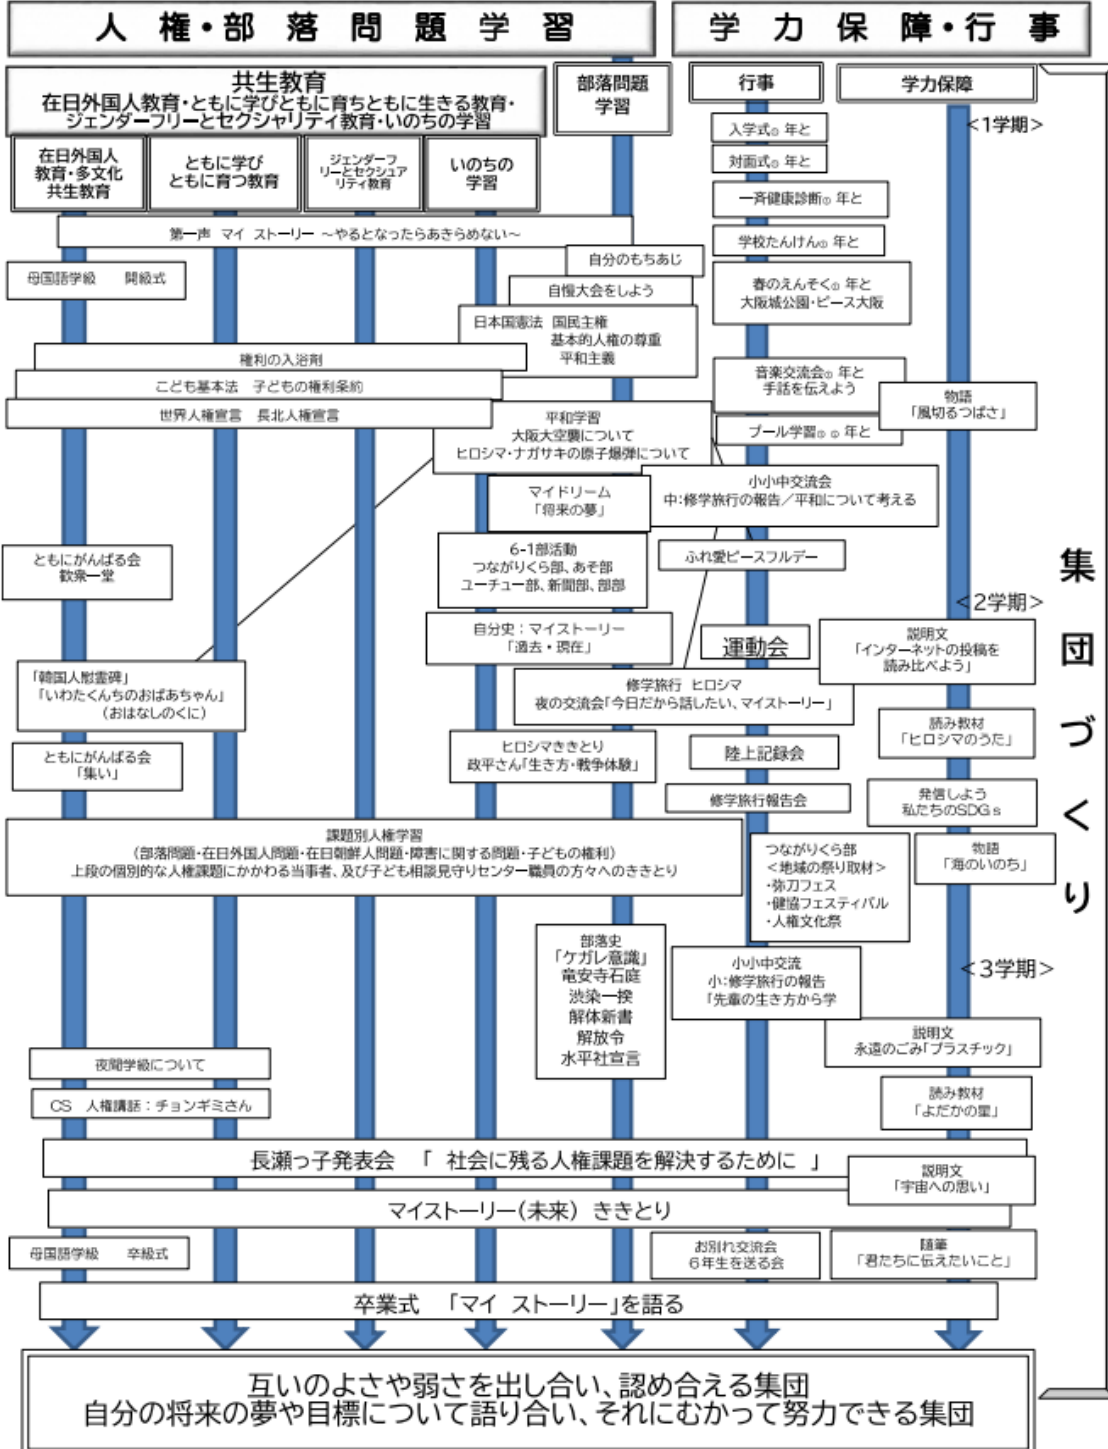 人権・部落問題学習
学力保障・行事
共生教育
在日外国人教育・ともに学びともに育ちともに生きる教育・
ジェンダーフリーとセクシャリティ教育・いのちの学習
部落問題
学習
行事
学力保障
在日外国人
教育・多文化
共生教育
ともに学び
ともに育つ教育
ジェンダーフ
リーとセクシュア
リティ教育
いのちの
学習
<1学期>
入学式① 年と
対面式① 年と
一斉健康診断① 年と
学校たんけん① 年と
春のえんそく① 年と
大阪城公園・ピース大阪
第一声 マイ ストーリー ～やるとなったらあきらめない～
自分のもちあじ
母国語学級 開級式
自慢大会をしよう
日本国憲法 国民主権
基本的人権の尊重
平和主義
権利の入浴剤
こども基本法 子どもの権利条約
世界人権宣言 長北人権宣言
音楽交流会① 年と
手話を伝えよう
物語
「風切るつばさ」
プール学習① ① 年と
平和学習
大阪大空襲について
ヒロシマ・ナガサキの原子爆弾について
小小中交流会
中：修学旅行の報告／平和について考える
マイドリーム
「将来の夢」
ともにがんばる会
歓衆一堂
6-1部活動
つながりくら部、あそ部
ユーチュー部、新聞部、部部
ふれ愛ピースフルデー
<2学期>
自分史：マイストーリー
「過去・現在」
運動会
説明文
「インターネットの投稿を
読み比べよう」
「韓国人慰霊碑」
「いわたくんちのおばあちゃん」
（おはなしのくに）
修学旅行 ヒロシマ
夜の交流会「今日だから話したい、マイストーリー」
読み教材
「ヒロシマのうた」
ともにがんばる会
「集い」
ヒロシマききとり
政平さん「生き方・戦争体験」
陸上記録会
修学旅行報告会
発信しよう
私たちのSDGs
課題別人権学習
（部落問題・在日外国人問題・在日朝鮮人問題・障害に関する問題・子どもの権利）
上段の個別的な人権課題にかかわる当事者、及び子ども相談見守りセンター職員の方々へのききとり
つながりくら部
<地域の祭り取材>
・弥刀フェス
・健協フェスティバル
・人権文化祭
物語
「海のいのち」
部落史
「ケガレ意識」
竜安寺石庭
渋染一揆
解体新書
解放令
水平社宣言
小小中交流
小：修学旅行の報告
「先輩の生き方から学
<3学期>
説明文
永遠のごみ「プラスチック」
夜間学級について
CS 人権講話：チョンギミさん
読み教材
「よだかの星」
長瀬っ子発表会 「 社会に残る人権課題を解決するために 」
説明文
「宇宙への思い」
マイストーリー（未来） ききとり
母国語学級 卒級式
お別れ交流会
6年生を送る会
随筆
「君たちに伝えたいこと」
卒業式 「マイ ストーリー」を語る
互いのよさや弱さを出し合い、認め合える集団
自分の将来の夢や目標について語り合い、それにむかって努力できる集団
集団づくり